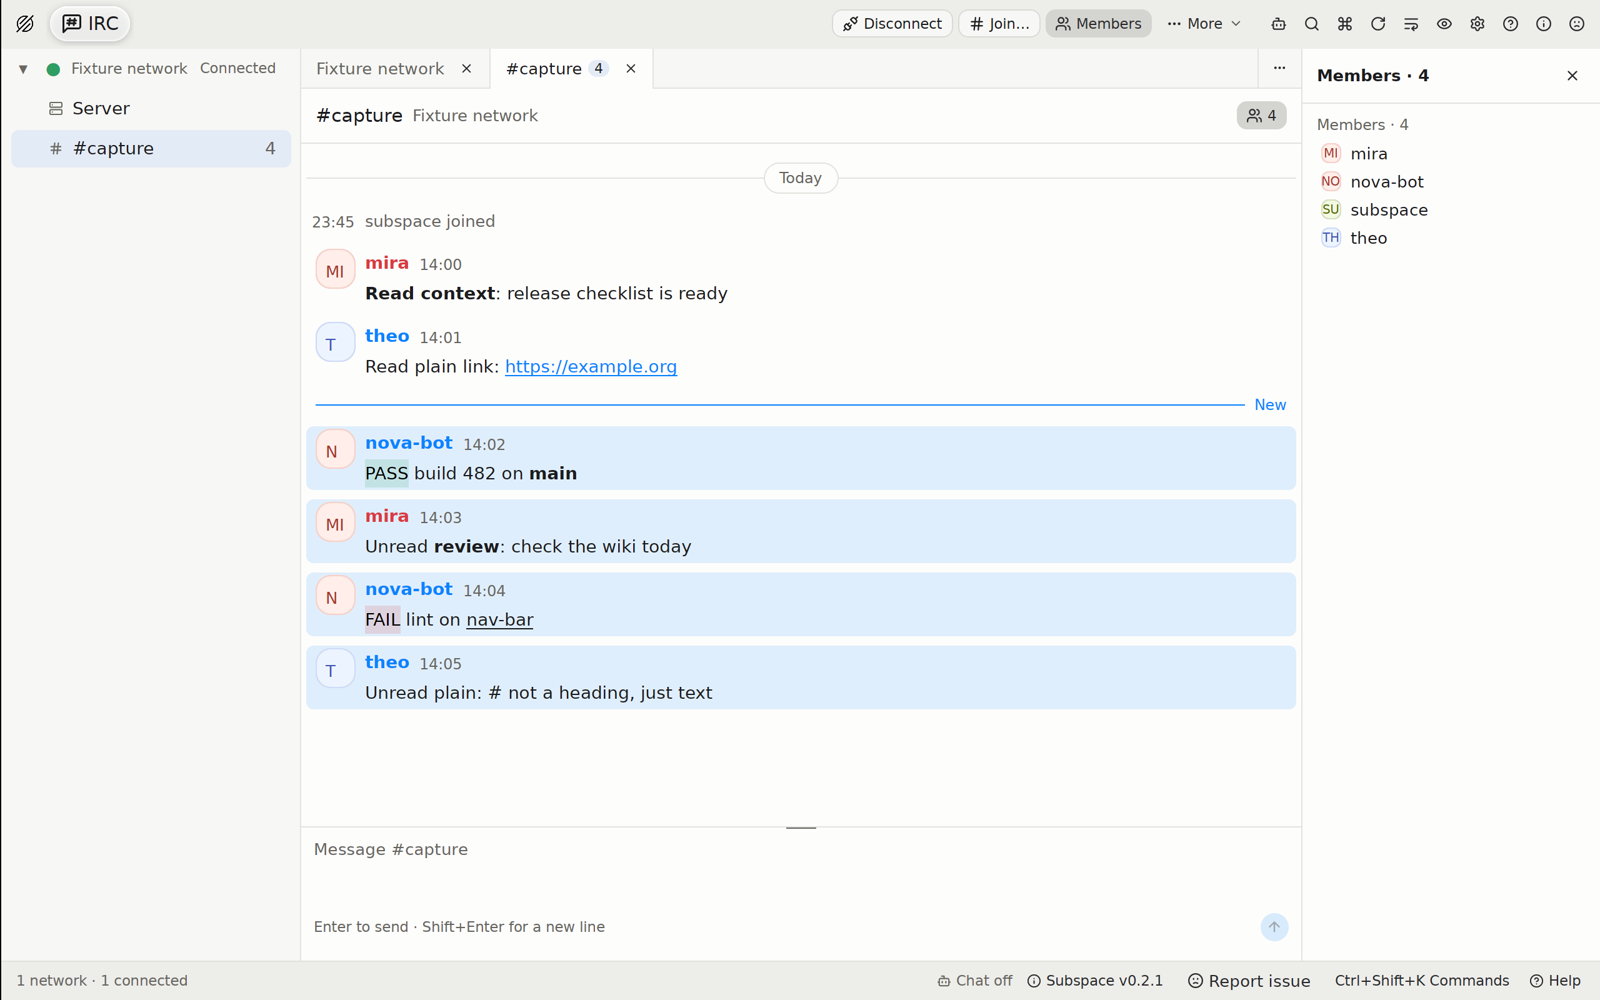 IRC
Disconnect
# Join...
Members
··· More
Fixture network Connected
Server
# #capture 4
Fixture network
#capture 4
#capture Fixture network
4
Today
23:45 subspace joined
MI
mira 14:00
Read context: release checklist is ready
T
theo 14:01
Read plain link: https://example.org
New
N
nova-bot 14:02
PASS build 482 on main
MI
mira 14:03
Unread review: check the wiki today
N
nova-bot 14:04
FAIL lint on nav-bar
T
theo 14:05
Unread plain: # not a heading, just text
Message #capture
Enter to send · Shift+Enter for a new line
Members · 4
Members · 4
MI mira
NO nova-bot
SU subspace
TH theo
1 network · 1 connected
Chat off
Subspace v0.2.1
Report issue
Ctrl+Shift+K Commands
Help